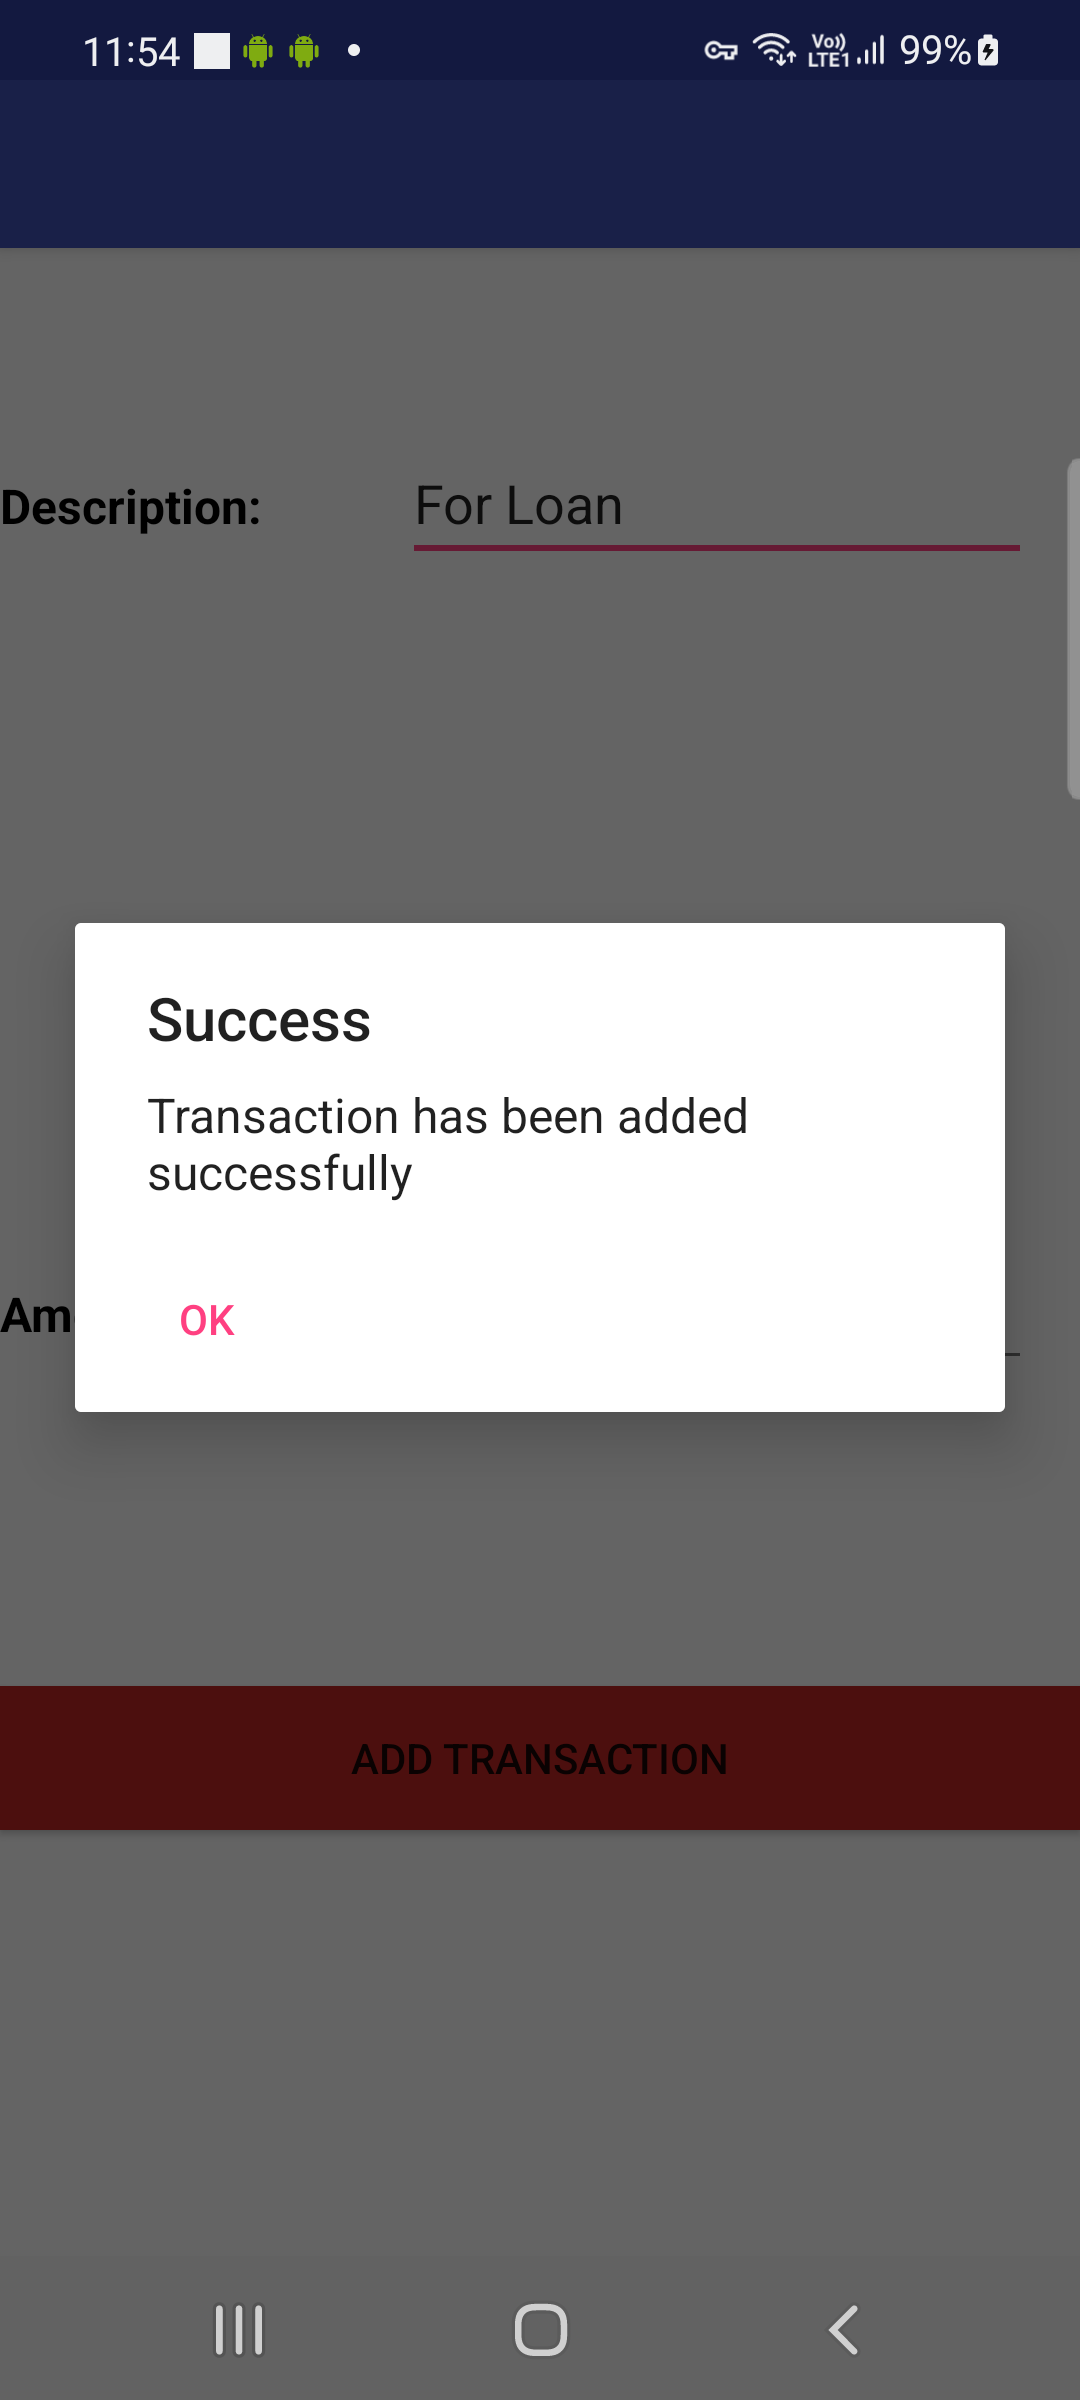 11:54
Vo)) LTE1 99%
Description: For Loan
Success
Transaction has been added
successfully
Am
OK
ADD TRANSACTION